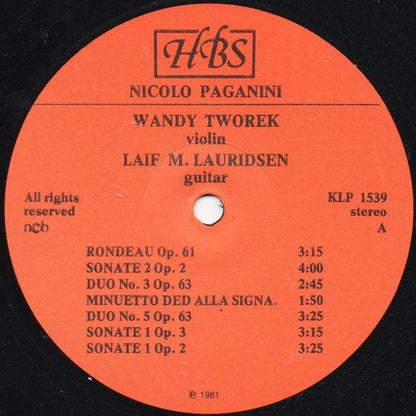 HBS
NICOLO PAGANINI
WANDY TWOREK
violin
LAIF M. LAURIDSEN
guitar
All rights reserved
ncb
KLP 1539
stereo
A
RONDEAU Op. 61 3:15
SONATE 2 Op. 2 4:00
DUO No. 3 Op. 63 2:45
MINUETTO DED ALLA SIGNA. 1:50
DUO No. 5 Op. 63 3:25
SONATE 1 Op. 3 3:15
SONATE 1 Op. 2 3:25
℗ 1981